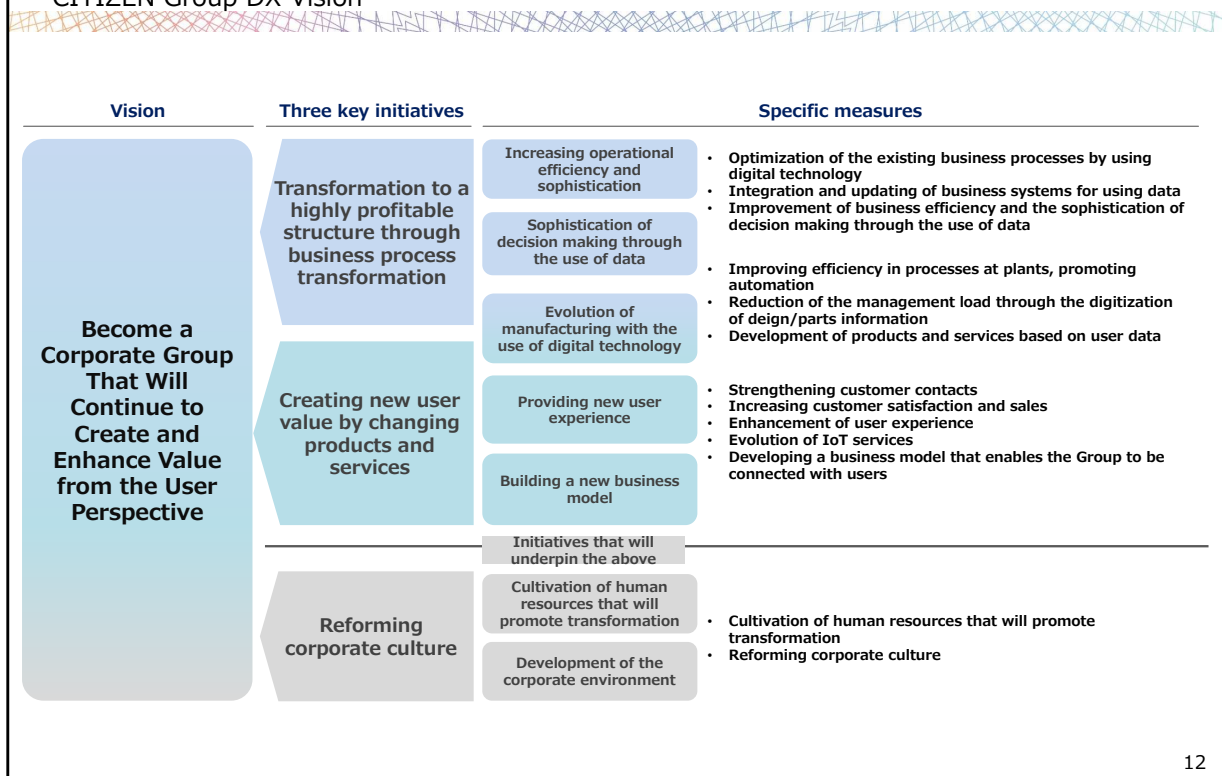 CITIZEN Group DX Vision
Vision
Three key initiatives
Specific measures
Become a
Corporate Group
That Will
Continue to
Create and
Enhance Value
from the User
Perspective
Transformation to a
highly profitable
structure through
business process
transformation
Increasing operational
efficiency and
sophistication
Sophistication of
decision making through
the use of data
• Optimization of the existing business processes by using
digital technology
• Integration and updating of business systems for using data
• Improvement of business efficiency and the sophistication of
decision making through the use of data
Evolution of
manufacturing with the
use of digital technology
• Improving efficiency in processes at plants, promoting
automation
• Reduction of the management load through the digitization
of deign/parts information
• Development of products and services based on user data
Creating new user
value by changing
products and
services
Providing new user
experience
Building a new business
model
• Strengthening customer contacts
• Increasing customer satisfaction and sales
• Enhancement of user experience
• Evolution of IoT services
• Developing a business model that enables the Group to be
connected with users
Initiatives that will
underpin the above
Reforming
corporate culture
Cultivation of human
resources that will
promote transformation
Development of the
corporate environment
• Cultivation of human resources that will promote
transformation
• Reforming corporate culture
12